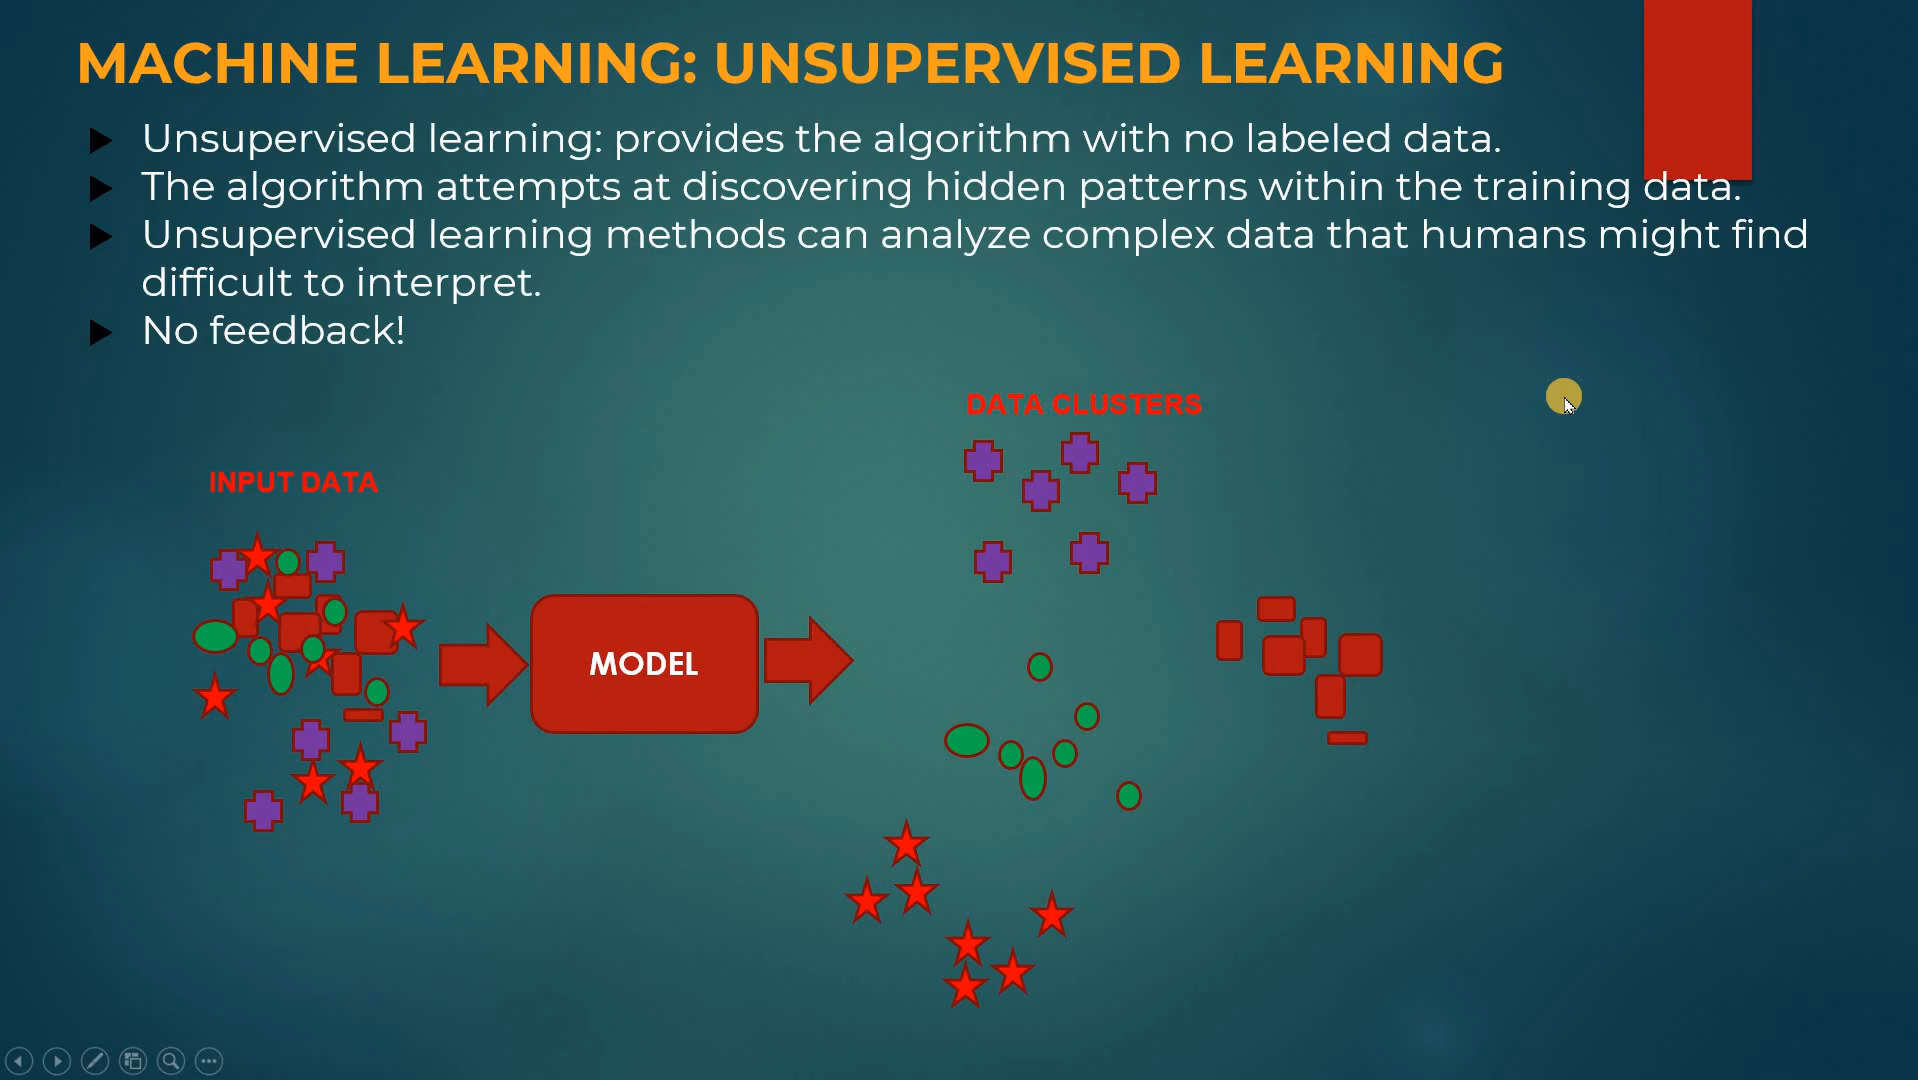 MACHINE LEARNING: UNSUPERVISED LEARNING
Unsupervised learning: provides the algorithm with no labeled data.
The algorithm attempts at discovering hidden patterns within the training data.
Unsupervised learning methods can analyze complex data that humans might find
difficult to interpret.
No feedback!
DATA CLUSTERS
INPUT DATA
MODEL